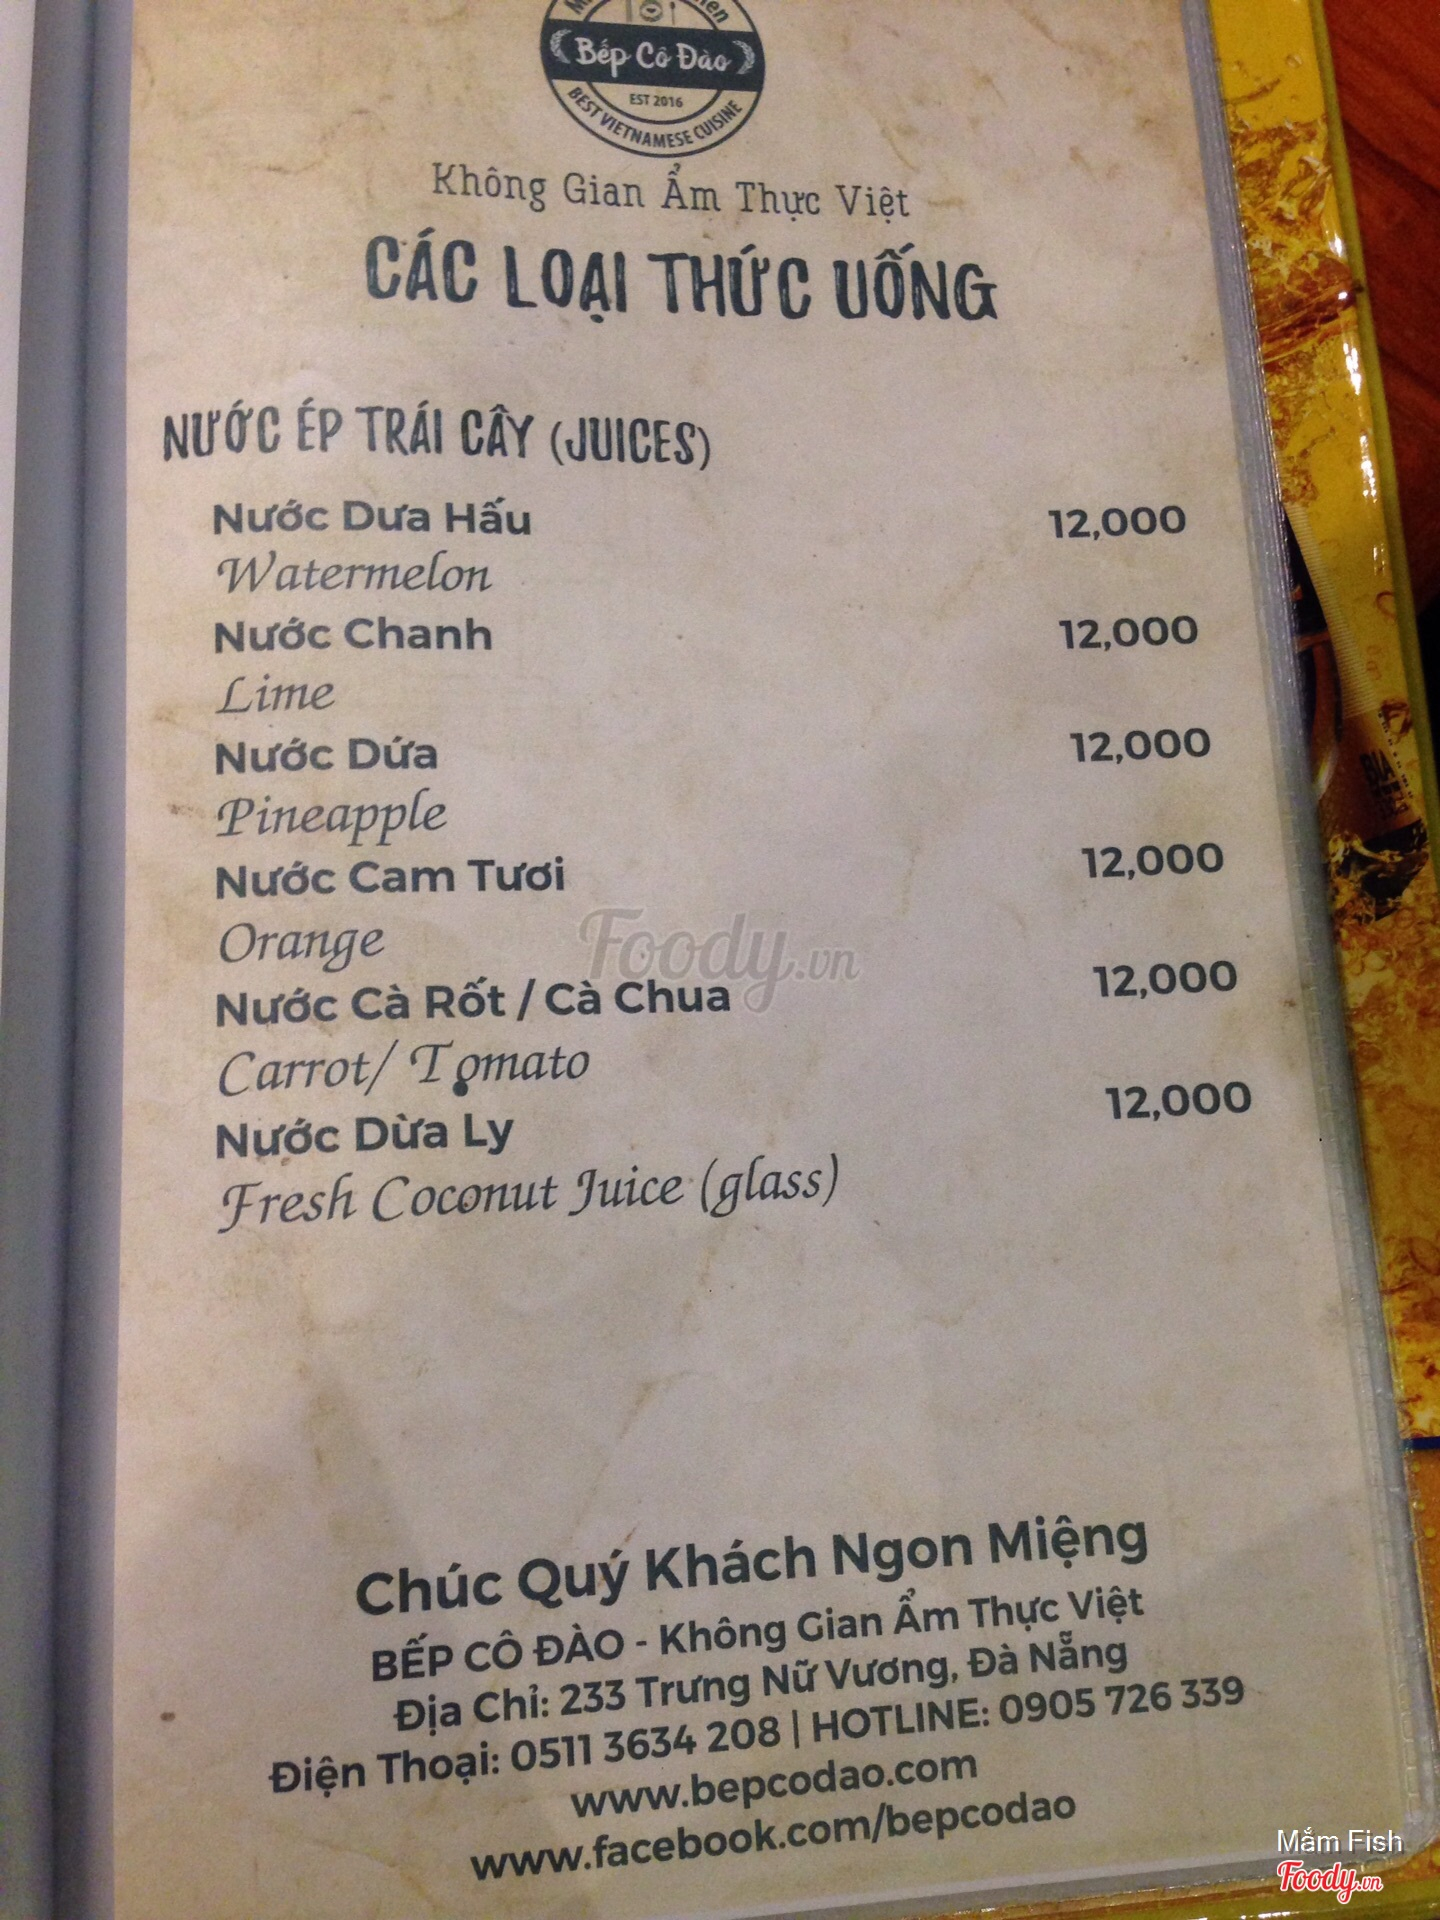 Bếp Cô Đào
EST 2016
BEST VIETNAMESE CUISINE
Không Gian Ẩm Thực Việt
CÁC LOẠI THỨC UỐNG
NƯỚC ÉP TRÁI CÂY (JUICES)
Nước Dưa Hấu 12,000
Watermelon
Nước Chanh 12,000
Lime
Nước Dứa 12,000
Pineapple
Nước Cam Tươi 12,000
Orange
Foody.vn
Nước Cà Rốt / Cà Chua 12,000
Carrot/ Tomato
Nước Dừa Ly 12,000
Fresh Coconut Juice (glass)
Chúc Quý Khách Ngon Miệng
BẾP CÔ ĐÀO - Không Gian Ẩm Thực Việt
Địa Chỉ: 233 Trưng Nữ Vương, Đà Nẵng
Điện Thoại: 0511 3634 208 | HOTLINE: 0905 726 339
www.bepcodao.com
www.facebook.com/bepcodao
Mắm Fish
Foody.vn